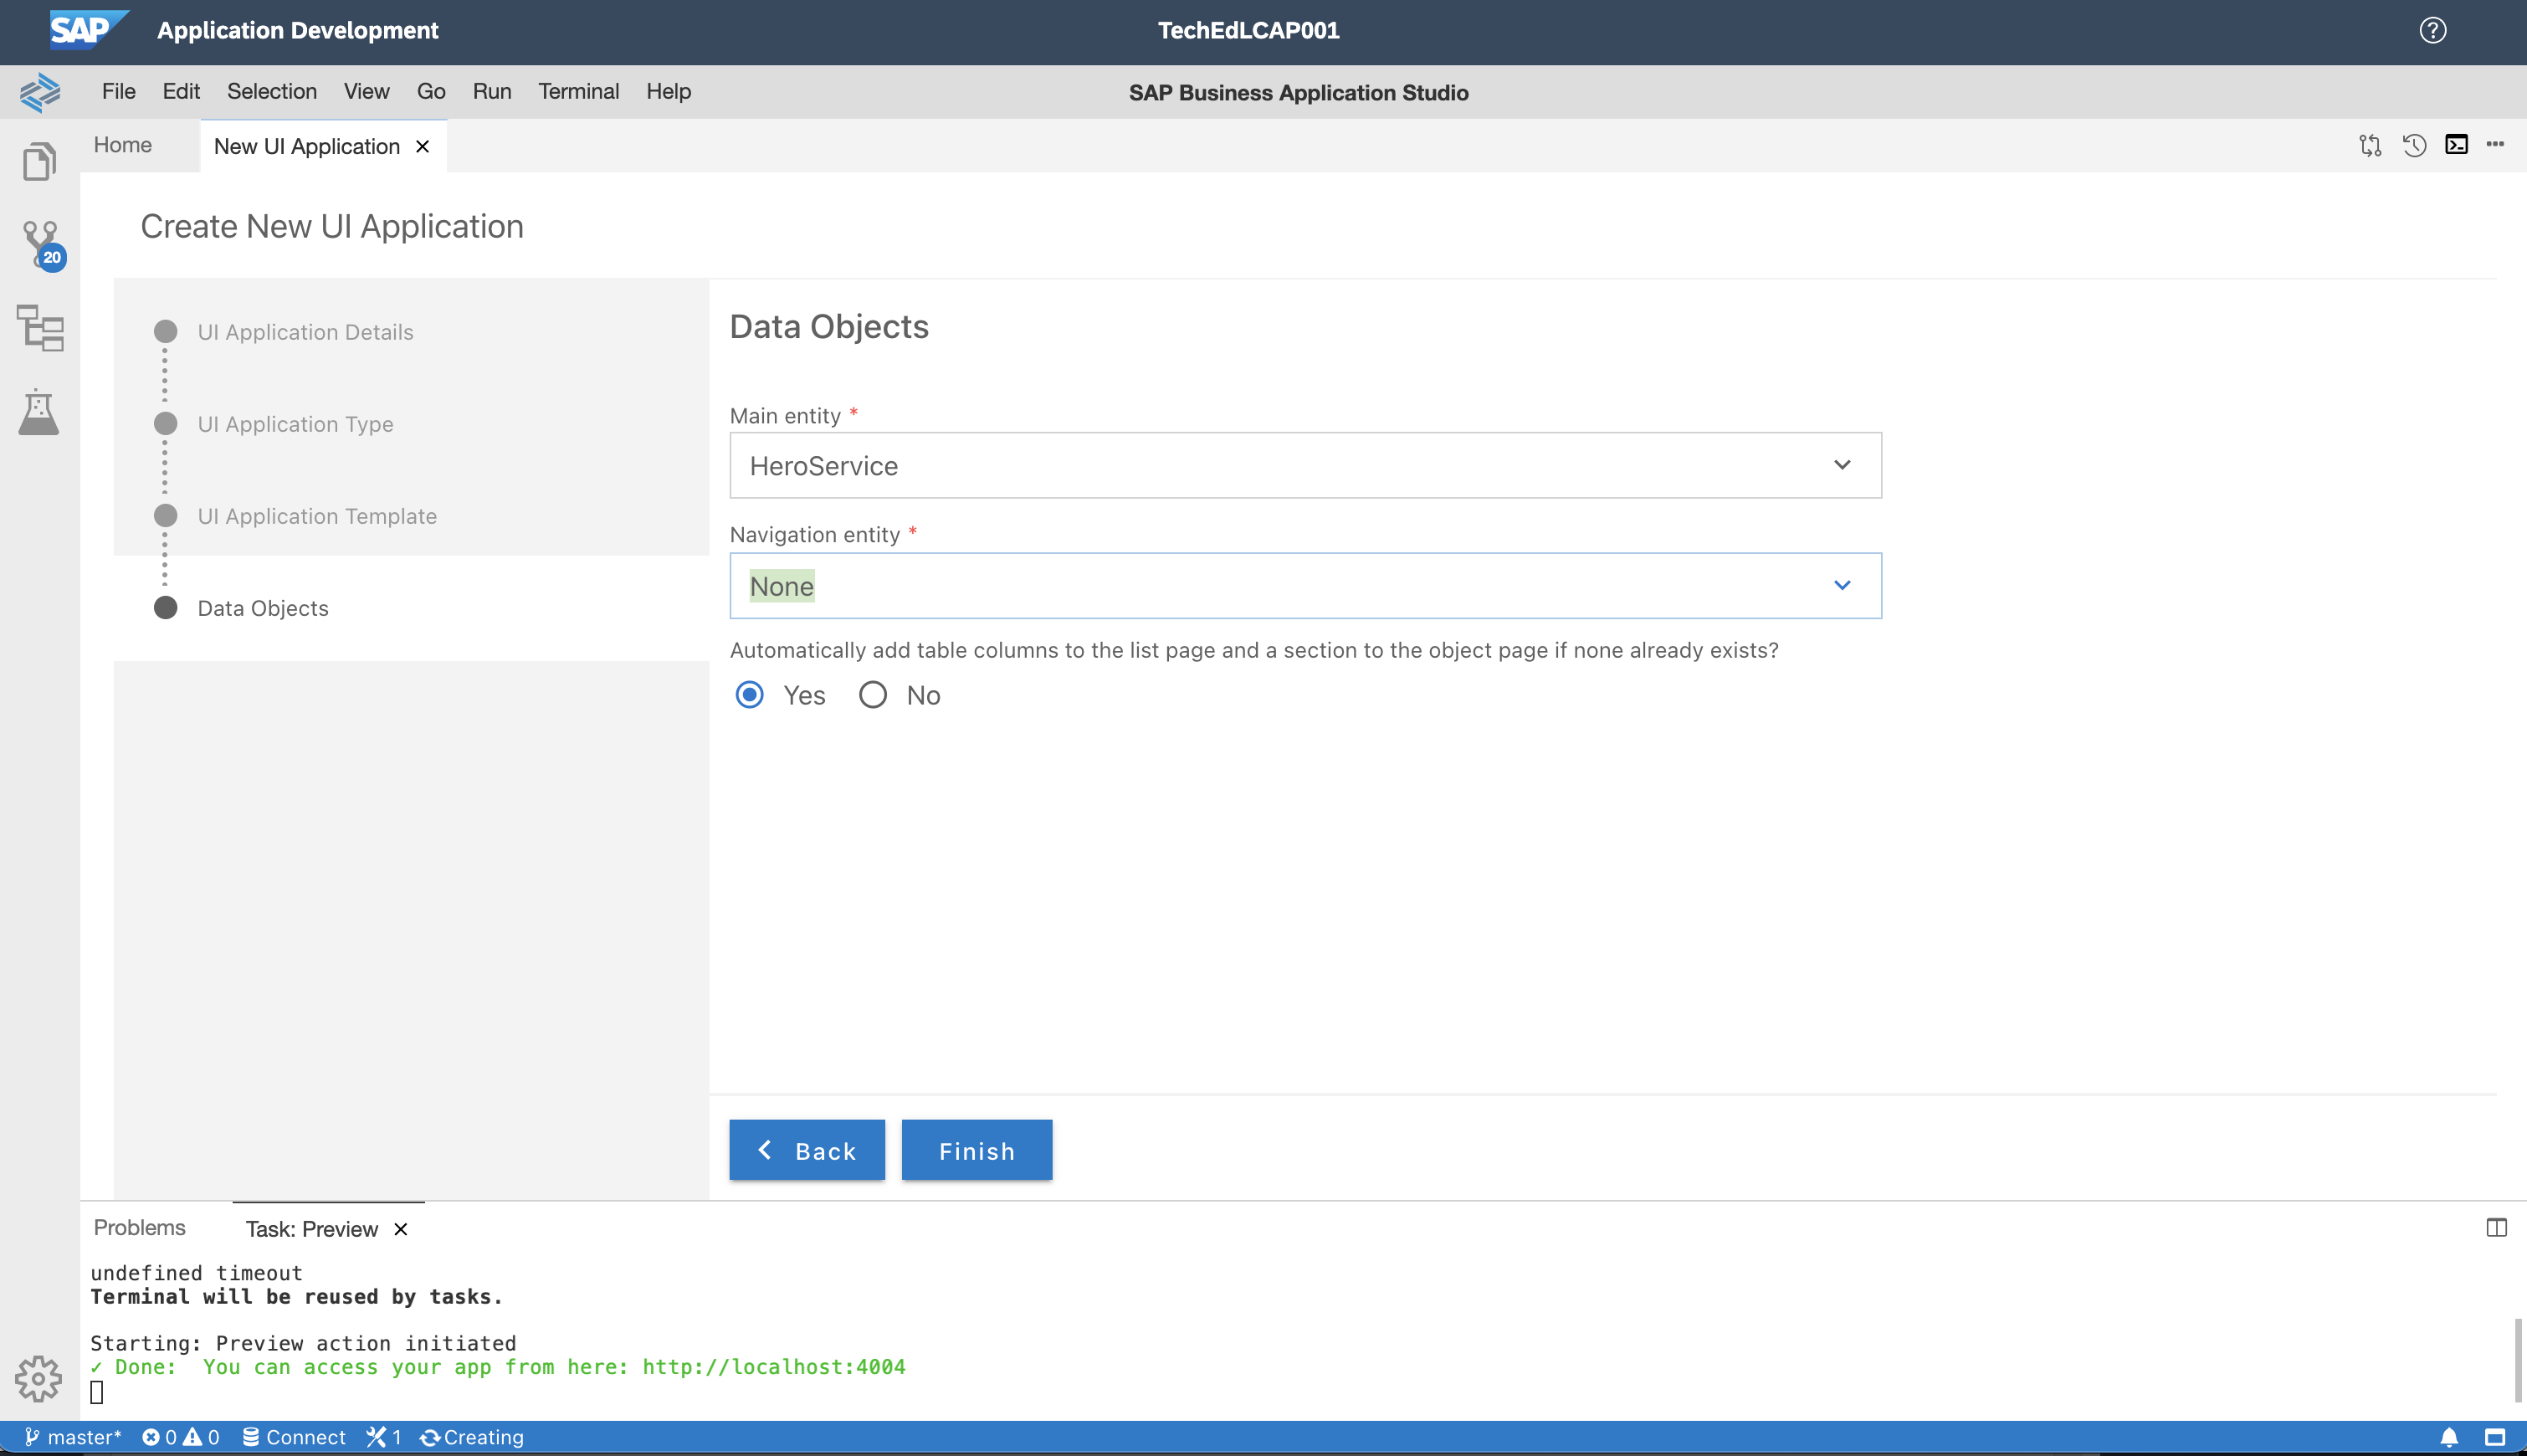 SAP Application Development TechEdLCAP001 ?
File Edit Selection View Go Run Terminal Help SAP Business Application Studio
Home New UI Application
20
Create New UI Application
UI Application Details
UI Application Type
UI Application Template
Data Objects
Data Objects
Main entity *
HeroService
Navigation entity *
None
Automatically add table columns to the list page and a section to the object page if none already exists?
Yes No
Back Finish
Problems Task: Preview
undefined timeout
Terminal will be reused by tasks.
Starting: Preview action initiated
✓ Done: You can access your app from here: http://localhost:4004
master* 0 0 Connect 1 Creating